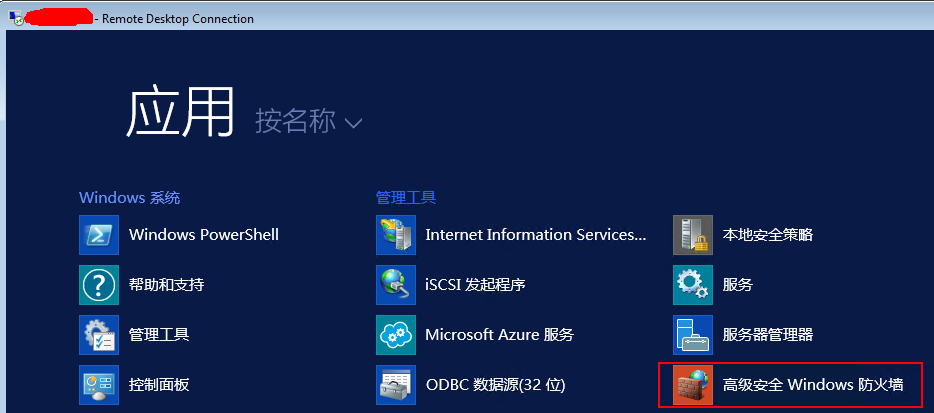 - Remote Desktop Connection
应用 按名称
Windows 系统
Windows PowerShell
帮助和支持
管理工具
控制面板
管理工具
Internet Information Services...
iSCSI 发起程序
Microsoft Azure 服务
ODBC 数据源(32 位)
本地安全策略
服务
服务器管理器
高级安全 Windows 防火墙